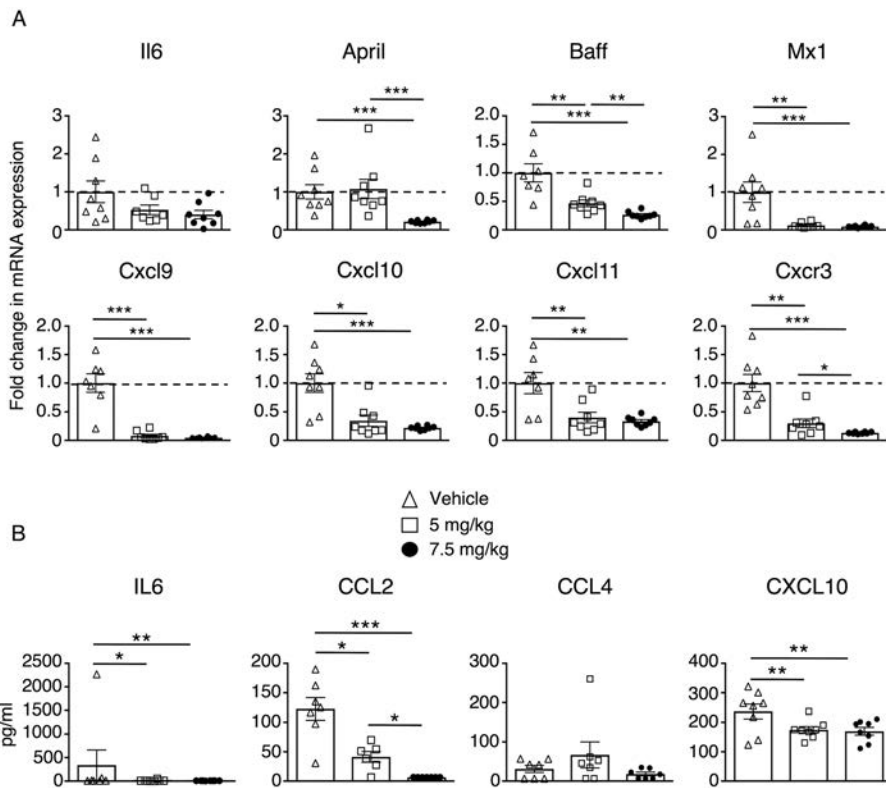 A
Il6 April Baff Mx1
Fold change in mRNA expression
3 2 1 0
*** ***
3 2 1 0
** ** ***
2.0 1.5 1.0 0.5 0
** ***
3 2 1 0
Cxcl9 Cxcl10 Cxcl11 Cxcr3
*** ***
2.0 1.5 1.0 0.5 0
* ***
2.0 1.5 1.0 0.5 0
** **
2.0 1.5 1.0 0.5 0
** *** *
2.0 1.5 1.0 0.5 0
Vehicle
5 mg/kg
7.5 mg/kg
B
IL6 CCL2 CCL4 CXCL10
pg/ml
** *
2500 2000 1500 1000 500 0
*** * *
200 150 100 50 0
300 200 100 0
** **
400 300 200 100 0